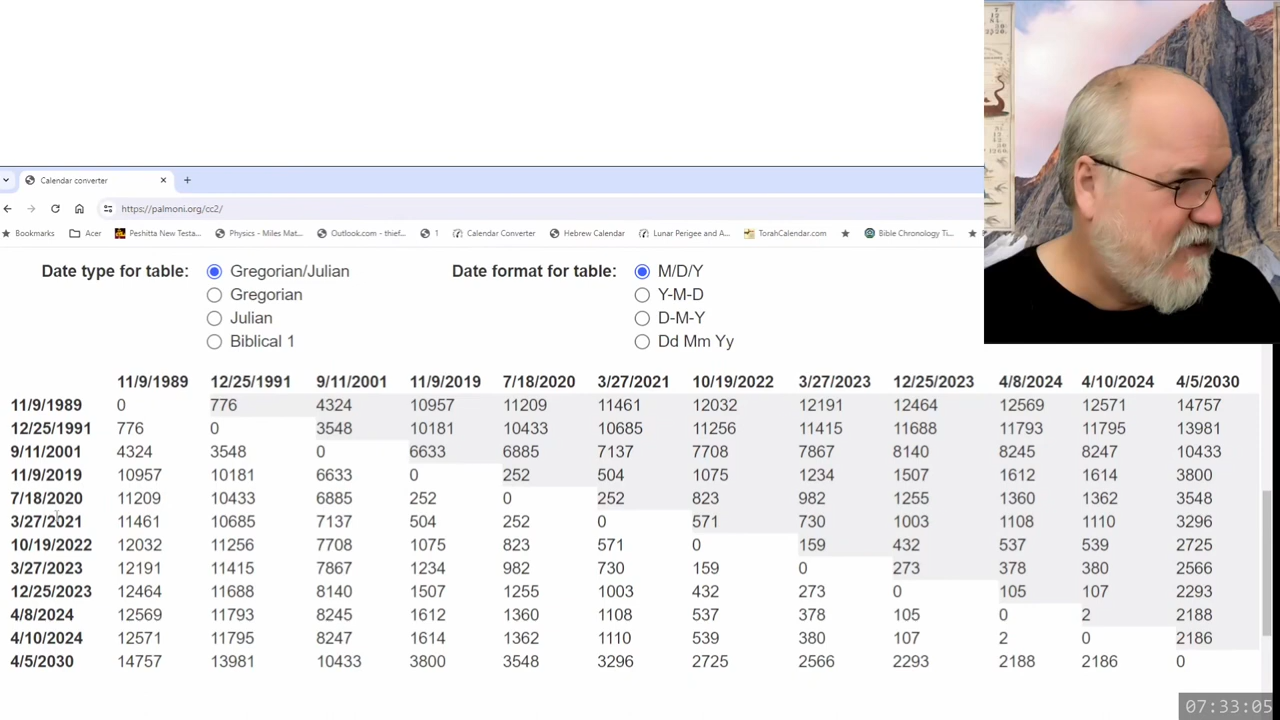 Calendar converter
https://palmoni.org/cc2/
Bookmarks Acer Peshitta New Testa... Physics - Miles Mat... Outlook.com - thief... 1 Calendar Converter Hebrew Calendar Lunar Perigee and A... TorahCalendar.com Bible Chronology Ti...
Date type for table: Gregorian/Julian Date format for table: M/D/Y
Gregorian Y-M-D
Julian D-M-Y
Biblical 1 Dd Mm Yy
11/9/1989 12/25/1991 9/11/2001 11/9/2019 7/18/2020 3/27/2021 10/19/2022 3/27/2023 12/25/2023 4/8/2024 4/10/2024 4/5/2030
11/9/1989 0 776 4324 10957 11209 11461 12032 12191 12464 12569 12571 14757
12/25/1991 776 0 3548 10181 10433 10685 11256 11415 11688 11793 11795 13981
9/11/2001 4324 3548 0 6633 6885 7137 7708 7867 8140 8245 8247 10433
11/9/2019 10957 10181 6633 0 252 504 1075 1234 1507 1612 1614 3800
7/18/2020 11209 10433 6885 252 0 252 823 982 1255 1360 1362 3548
3/27/2021 11461 10685 7137 504 252 0 571 730 1003 1108 1110 3296
10/19/2022 12032 11256 7708 1075 823 571 0 159 432 537 539 2725
3/27/2023 12191 11415 7867 1234 982 730 159 0 273 378 380 2566
12/25/2023 12464 11688 8140 1507 1255 1003 432 273 0 105 107 2293
4/8/2024 12569 11793 8245 1612 1360 1108 537 378 105 0 2 2188
4/10/2024 12571 11795 8247 1614 1362 1110 539 380 107 2 0 2186
4/5/2030 14757 13981 10433 3800 3548 3296 2725 2566 2293 2188 2186 0
07:33:05